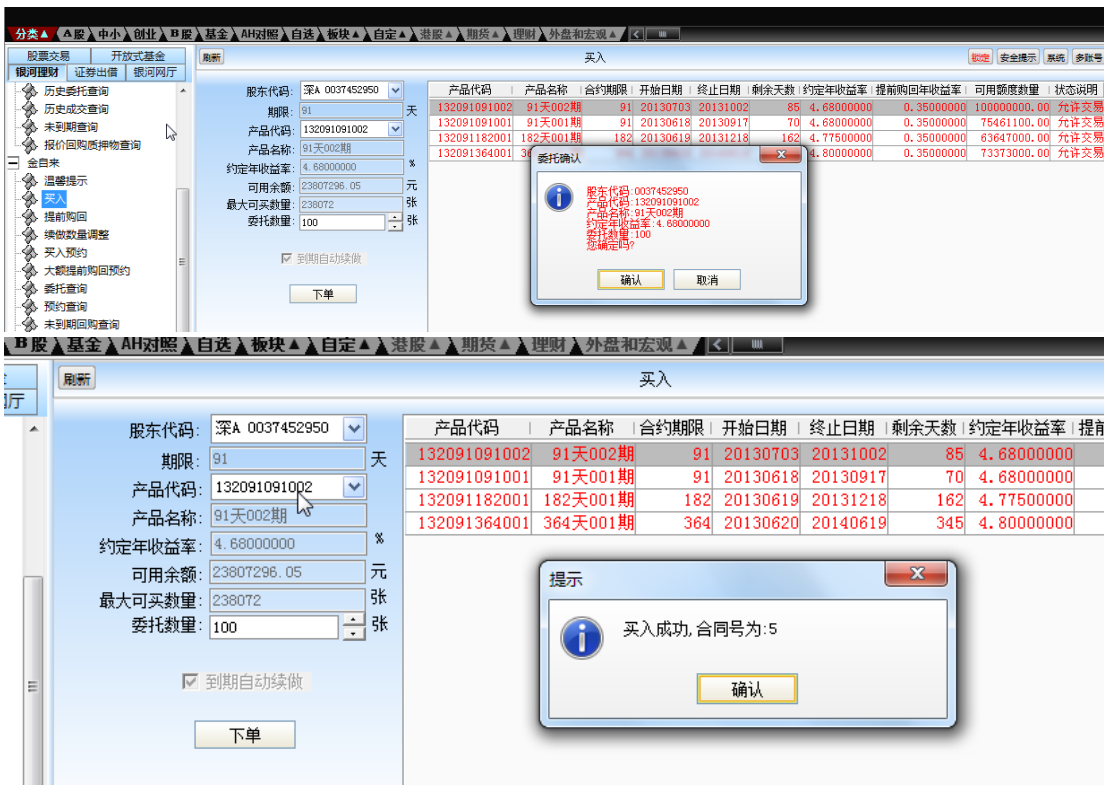 分类▲ A股 中小 创业 B股 基金 AH对照 自选 板块▲ 自定▲ 港股▲ 期货▲ 理财 外盘和宏观▲
股票交易 开放式基金
银河理财 证券出借 银河网厅
历史委托查询
历史成交查询
未到期查询
报价回购质押物查询
金自来
温馨提示
买入
提前购回
续做数量调整
买入预约
大额提前购回预约
委托查询
预约查询
未到期回购查询
刷新 买入 锁定 安全提示 系统 多账号
股东代码: 深A 0037452950
期限: 91 天
产品代码: 132091091002
产品名称: 91天002期
约定年收益率: 4.68000000 %
可用余额: 23807296.05 元
最大可买数量: 238072 张
委托数量: 100 张
到期自动续做
下单
产品代码 产品名称 合约期限 开始日期 终止日期 剩余天数 约定年收益率 提前购回年收益率 可用额度数量 状态说明
132091091002 91天002期 91 20130703 20131002 85 4.68000000 0.35000000 100000000.00 允许交易
132091091001 91天001期 91 20130618 20130917 70 4.68000000 0.35000000 75461100.00 允许交易
132091182001 182天001期 182 20130619 20131218 162 4.77500000 0.35000000 63647000.00 允许交易
132091364001 36 4.80000000 0.35000000 73373000.00 允许交易
委托确认
股东代码:0037452950
产品代码:132091091002
产品名称:91天002期
约定年收益率:4.68000000
委托数量:100
您确定吗?
确认 取消
B股 基金 AH对照 自选 板块▲ 自定▲ 港股▲ 期货▲ 理财 外盘和宏观▲
刷新 买入
股东代码: 深A 0037452950
期限: 91 天
产品代码: 132091091002
产品名称: 91天002期
约定年收益率: 4.68000000 %
可用余额: 23807296.05 元
最大可买数量: 238072 张
委托数量: 100 张
到期自动续做
下单
产品代码 产品名称 合约期限 开始日期 终止日期 剩余天数 约定年收益率 提前
132091091002 91天002期 91 20130703 20131002 85 4.68000000
132091091001 91天001期 91 20130618 20130917 70 4.68000000
132091182001 182天001期 182 20130619 20131218 162 4.77500000
132091364001 364天001期 364 20130620 20140619 345 4.80000000
提示
买入成功,合同号为:5
确认